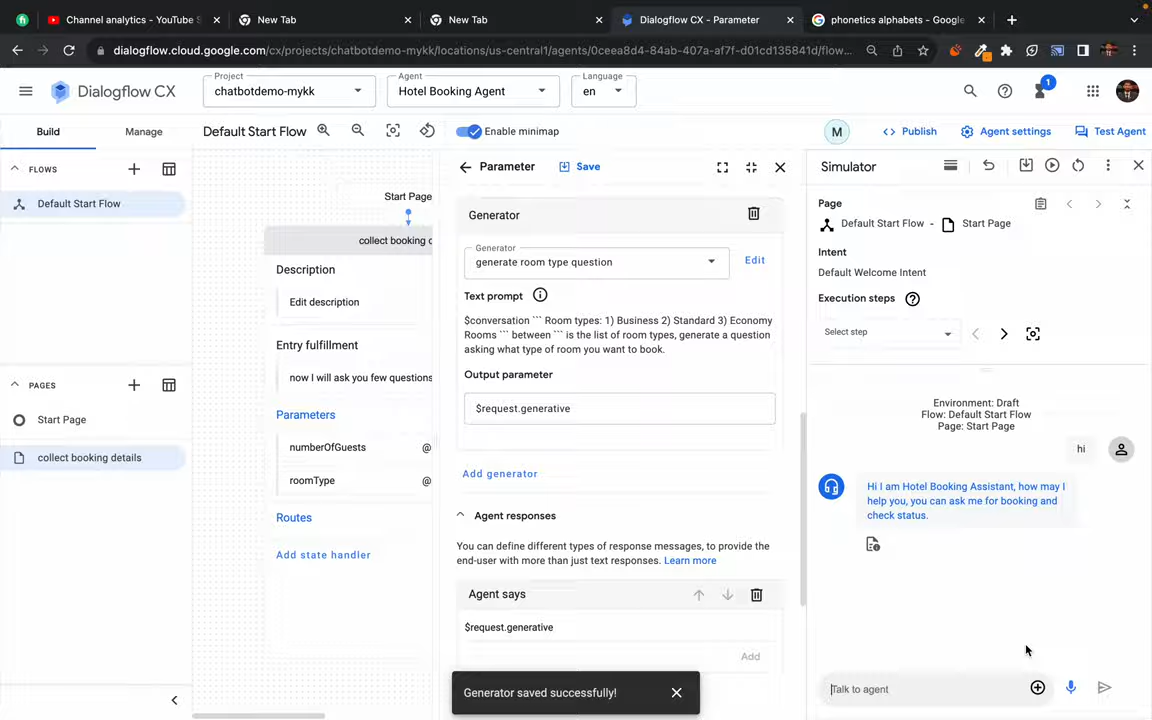 Channel analytics - YouTube S
New Tab
New Tab
Dialogflow CX - Parameter
phonetics alphabets - Google
dialogflow.cloud.google.com/cx/projects/chatbotdemo-mykk/locations/us-central1/agents/0ceea8d4-84ab-407a-af7f-d01cd135841d/flow...
Dialogflow CX
Project
chatbotdemo-mykk
Agent
Hotel Booking Agent
Language
en
1
Build
Manage
Default Start Flow
Enable minimap
M
Publish
Agent settings
Test Agent
FLOWS
Default Start Flow
PAGES
Start Page
collect booking details
Start Page
collect booking c
Description
Edit description
Entry fulfillment
now I will ask you few questions
Parameters
numberOfGuests
@
roomType
@
Routes
Add state handler
Parameter
Save
Generator
Generator
generate room type question
Edit
Text prompt
$conversation ``` Room types: 1) Business 2) Standard 3) Economy
Rooms ``` between ``` is the list of room types, generate a question
asking what type of room you want to book.
Output parameter
$request.generative
Add generator
Agent responses
You can define different types of response messages, to provide the
end-user with more than just text responses. Learn more
Agent says
$request.generative
Add
Generator saved successfully!
Simulator
Page
Default Start Flow - Start Page
Intent
Default Welcome Intent
Execution steps
Select step
Environment: Draft
Flow: Default Start Flow
Page: Start Page
hi
Hi I am Hotel Booking Assistant, how may I
help you, you can ask me for booking and
check status.
Talk to agent